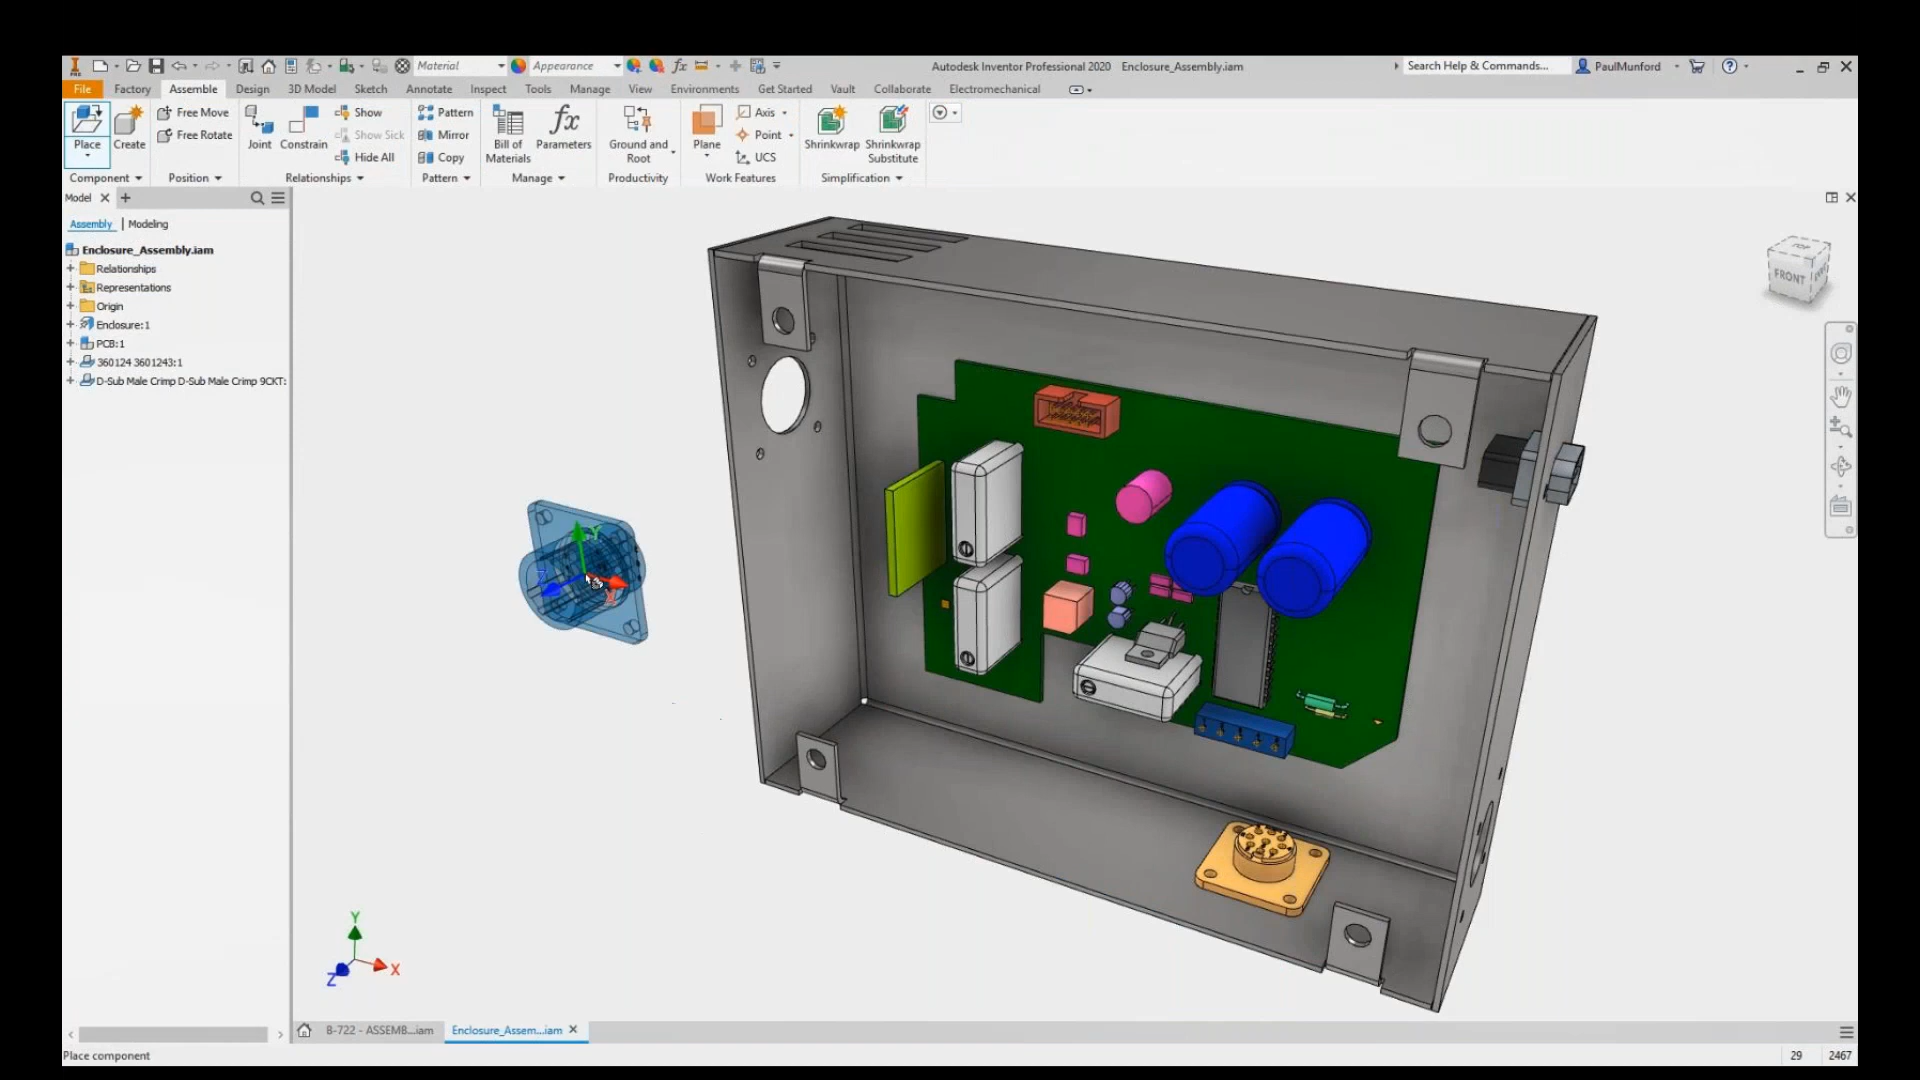 PRO
Material
Appearance
fx
Autodesk Inventor Professional 2020 Enclosure_Assembly.iam
Search Help & Commands...
PaulMunford
File Factory Assemble Design 3D Model Sketch Annotate Inspect Tools Manage View Environments Get Started Vault Collaborate Electromechanical
Place
Create
Free Move
Free Rotate
Joint
Constrain
Show
Show Sick
Hide All
Pattern
Mirror
Copy
Bill of
Materials
fx
Parameters
Ground and
Root
Plane
Axis
Point
UCS
Shrinkwrap
Shrinkwrap
Substitute
Component Position Relationships Pattern Manage Productivity Work Features Simplification
Model
Assembly | Modeling
Enclosure_Assembly.iam
Relationships
Representations
Origin
Endosure:1
PCB:1
360124 3601243:1
D-Sub Male Crimp D-Sub Male Crimp 9CKT:
TOP
FRONT
Y
Z
Y
X
Z
B-722 - ASSEMB...iam
Enclosure_Assem...iam
Place component
29 2467